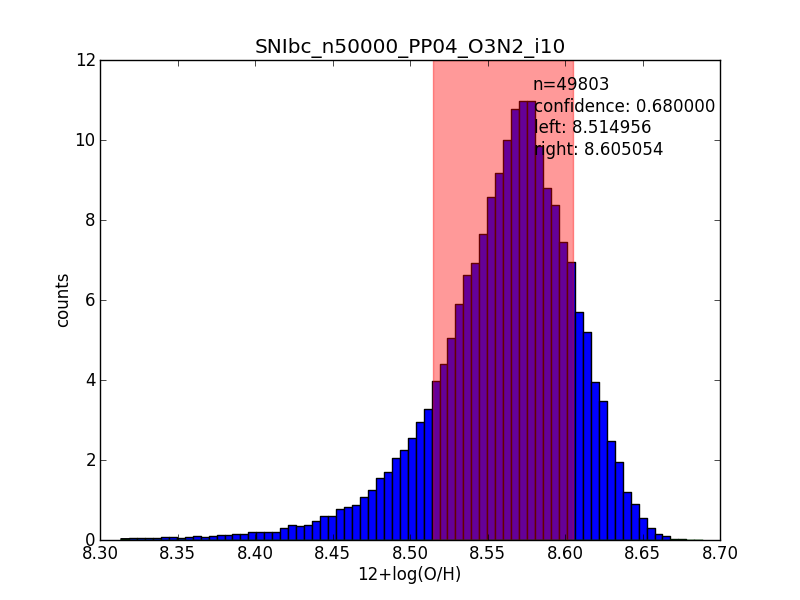 SNIbc_n50000_PP04_O3N2_i10
n=49803
confidence: 0.680000
left: 8.514956
right: 8.605054
12
10
8
6
4
2
0
counts
8.30 8.35 8.40 8.45 8.50 8.55 8.60 8.65 8.70
12+log(O/H)